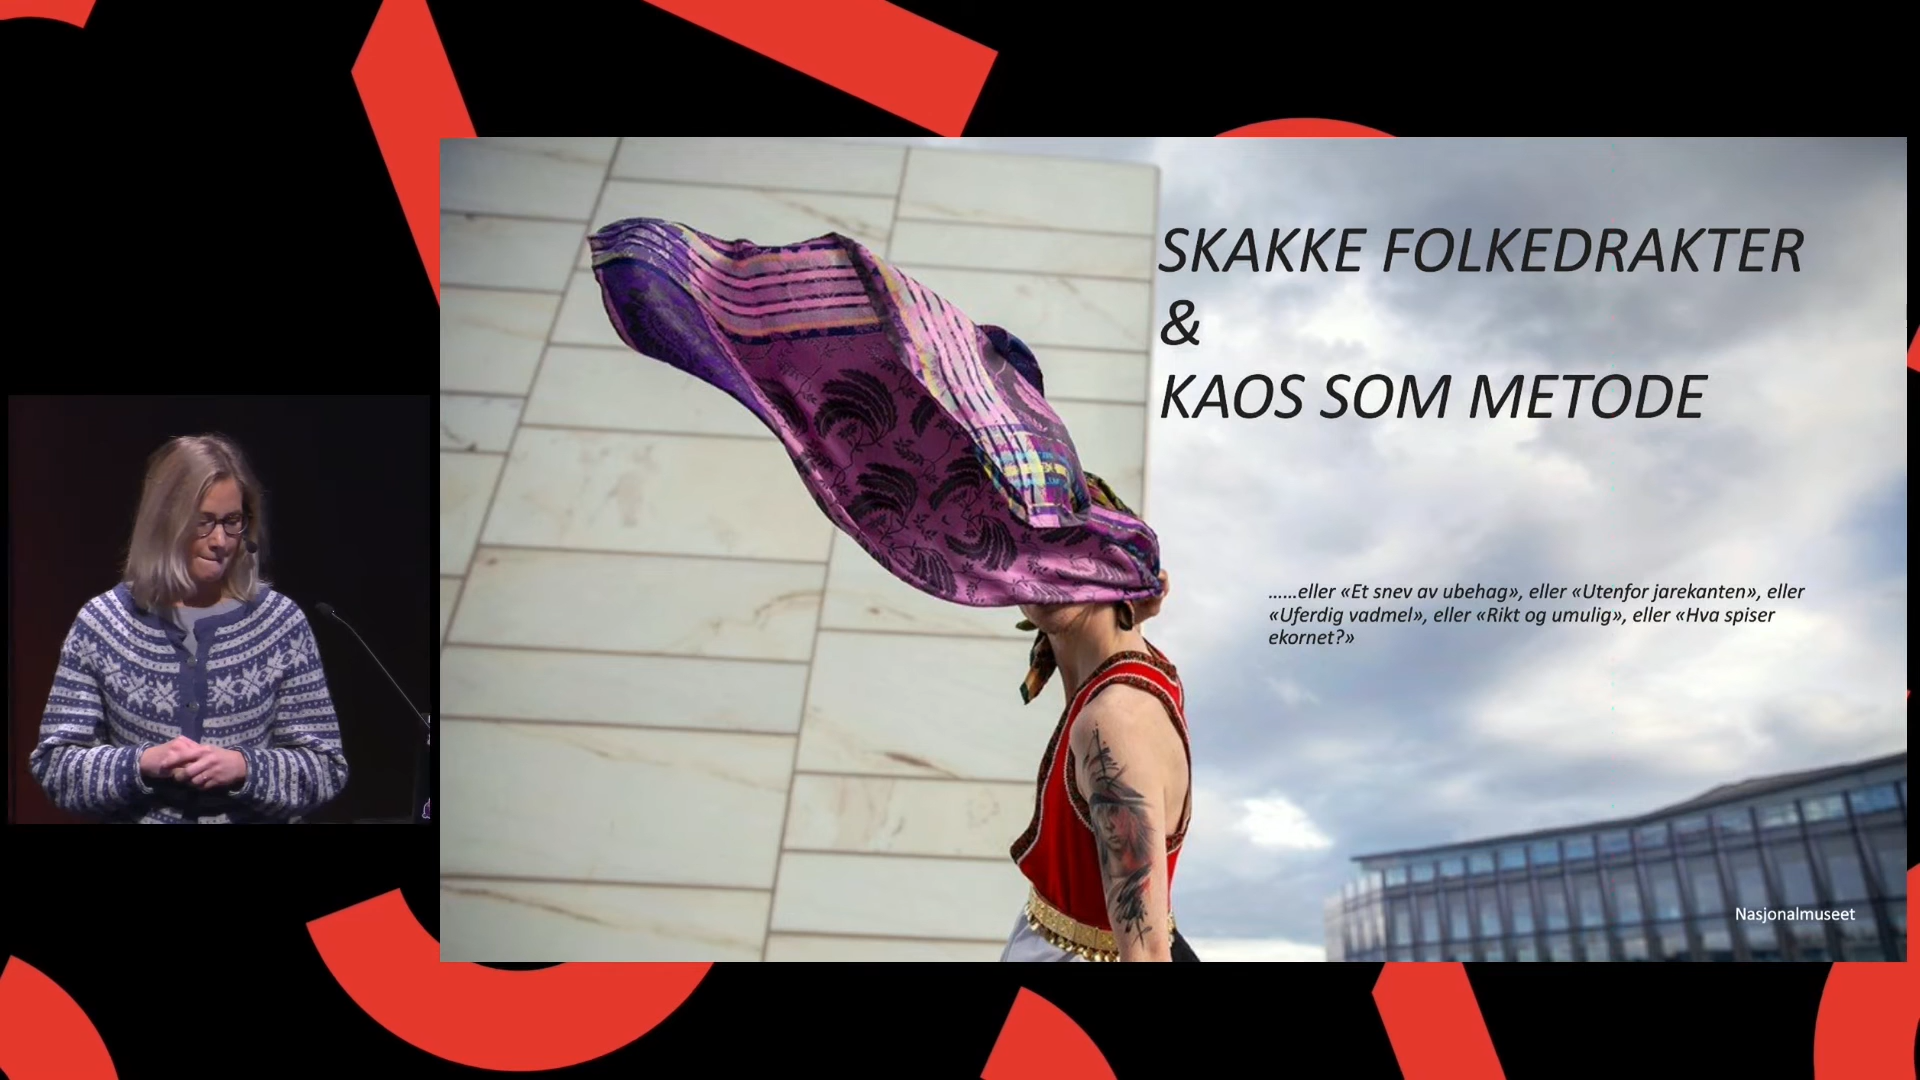 SKAKKE FOLKEDRAKTER
&
KAOS SOM METODE
......eller «Et snev av ubehag», eller «Utenfor jarekanten», eller
«Uferdig vadmel», eller «Rikt og umulig», eller «Hva spiser
ekornet?»
Nasjonalmuseet